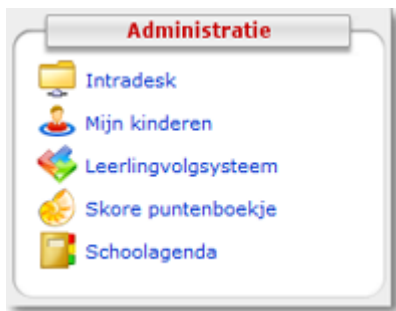 Administratie
Intradesk
Mijn kinderen
Leerlingvolgsysteem
Skore puntenboekje
Schoolagenda